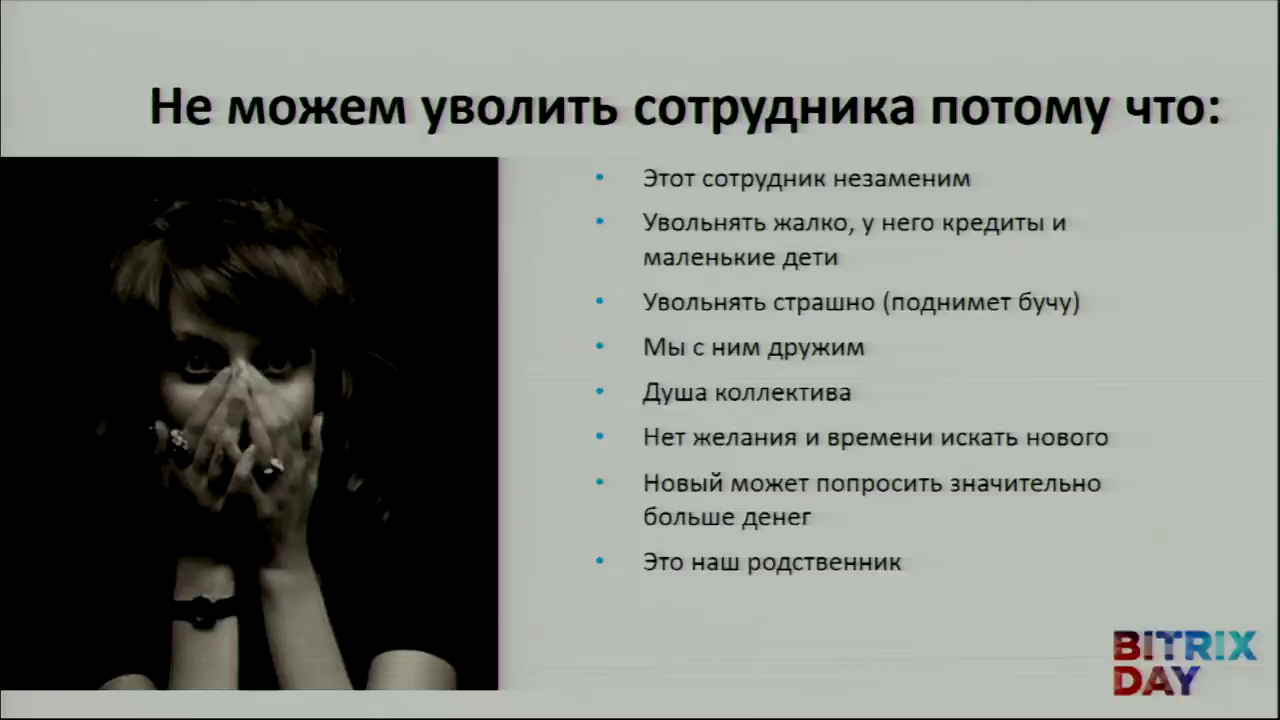 Не можем уволить сотрудника потому что:
• Этот сотрудник незаменим
• Увольнять жалко, у него кредиты и
маленькие дети
• Увольнять страшно (поднимет бучу)
• Мы с ним дружим
• Душа коллектива
• Нет желания и времени искать нового
• Новый может попросить значительно
больше денег
• Это наш родственник
BITRIX
DAY